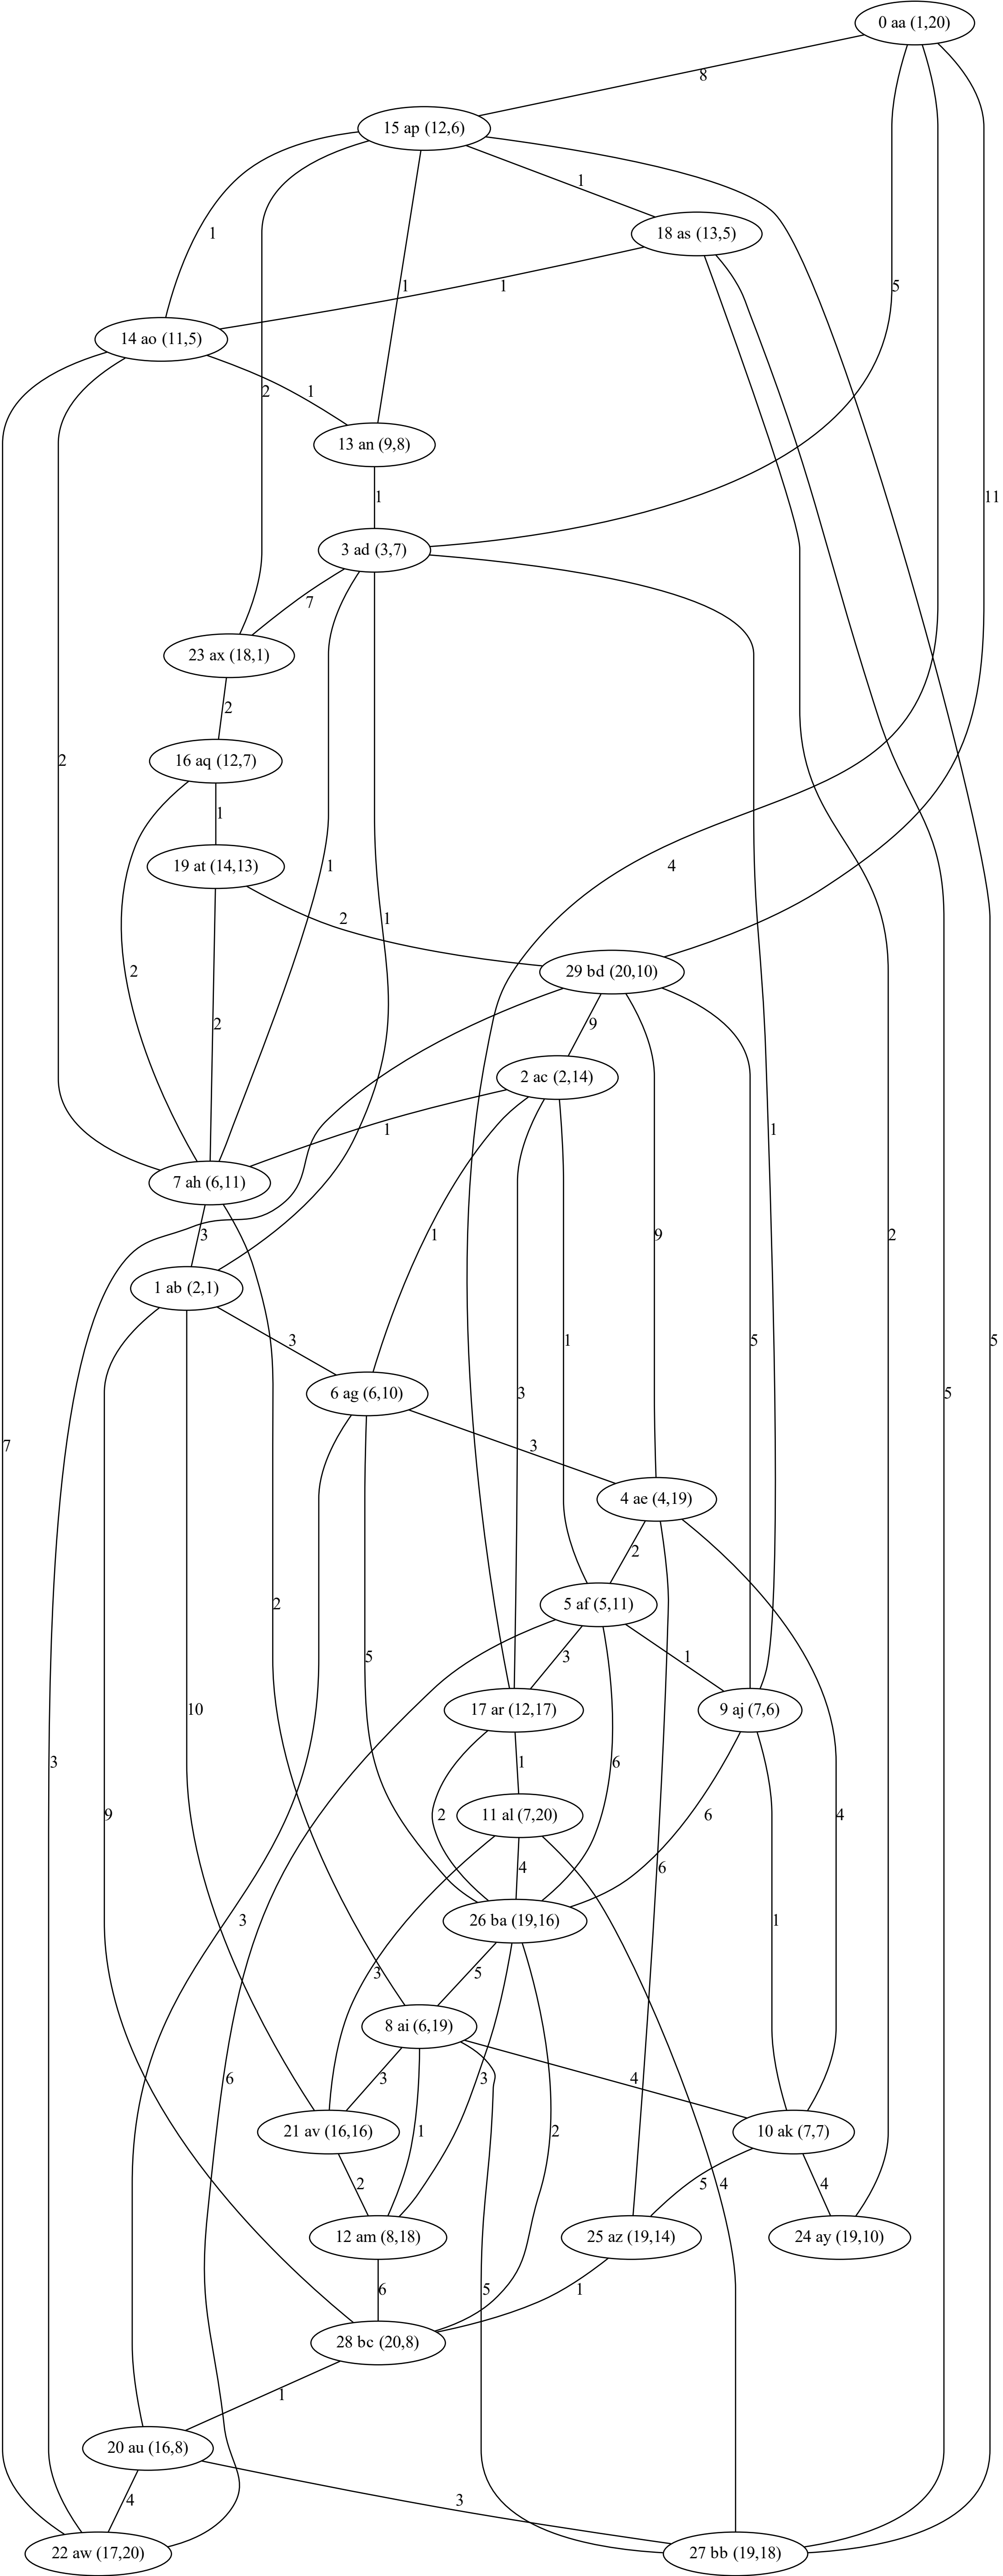 0 aa (1,20)
8
15 ap (12,6)
1
18 as (13,5)
1
1
1
5
14 ao (11,5)
2
1
13 an (9,8)
1
11
3 ad (3,7)
7
23 ax (18,1)
2
2
16 aq (12,7)
1
19 at (14,13)
1
4
2
1
2
29 bd (20,10)
2
9
2 ac (2,14)
1
1
7 ah (6,11)
3
1
9
2
1 ab (2,1)
3
1
5
5
6 ag (6,10)
3
5
7
3
4 ae (4,19)
2
2
5 af (5,11)
5
3
1
10
17 ar (12,17)
9 aj (7,6)
3
1
6
9
11 al (7,20)
2
6
4
4
6
3
26 ba (19,16)
1
3
5
8 ai (6,19)
6
3
3
4
21 av (16,16)
1
2
10 ak (7,7)
2
5
4
4
12 am (8,18)
25 az (19,14)
24 ay (19,10)
6
5
1
28 bc (20,8)
1
20 au (16,8)
4
3
22 aw (17,20)
27 bb (19,18)